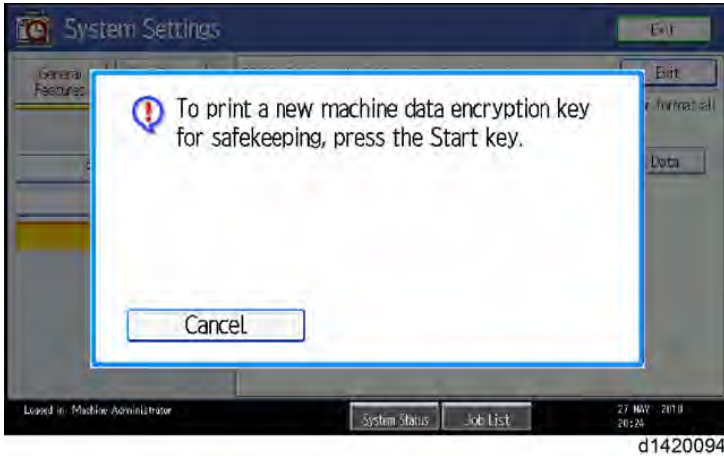 System Settings
Exit
General
Features
Exit
format all
Data
To print a new machine data encryption key
for safekeeping, press the Start key.
Cancel
Logged in: Machine Administrator
System Status
Job List
27 MAY 2010
20:24
d1420094